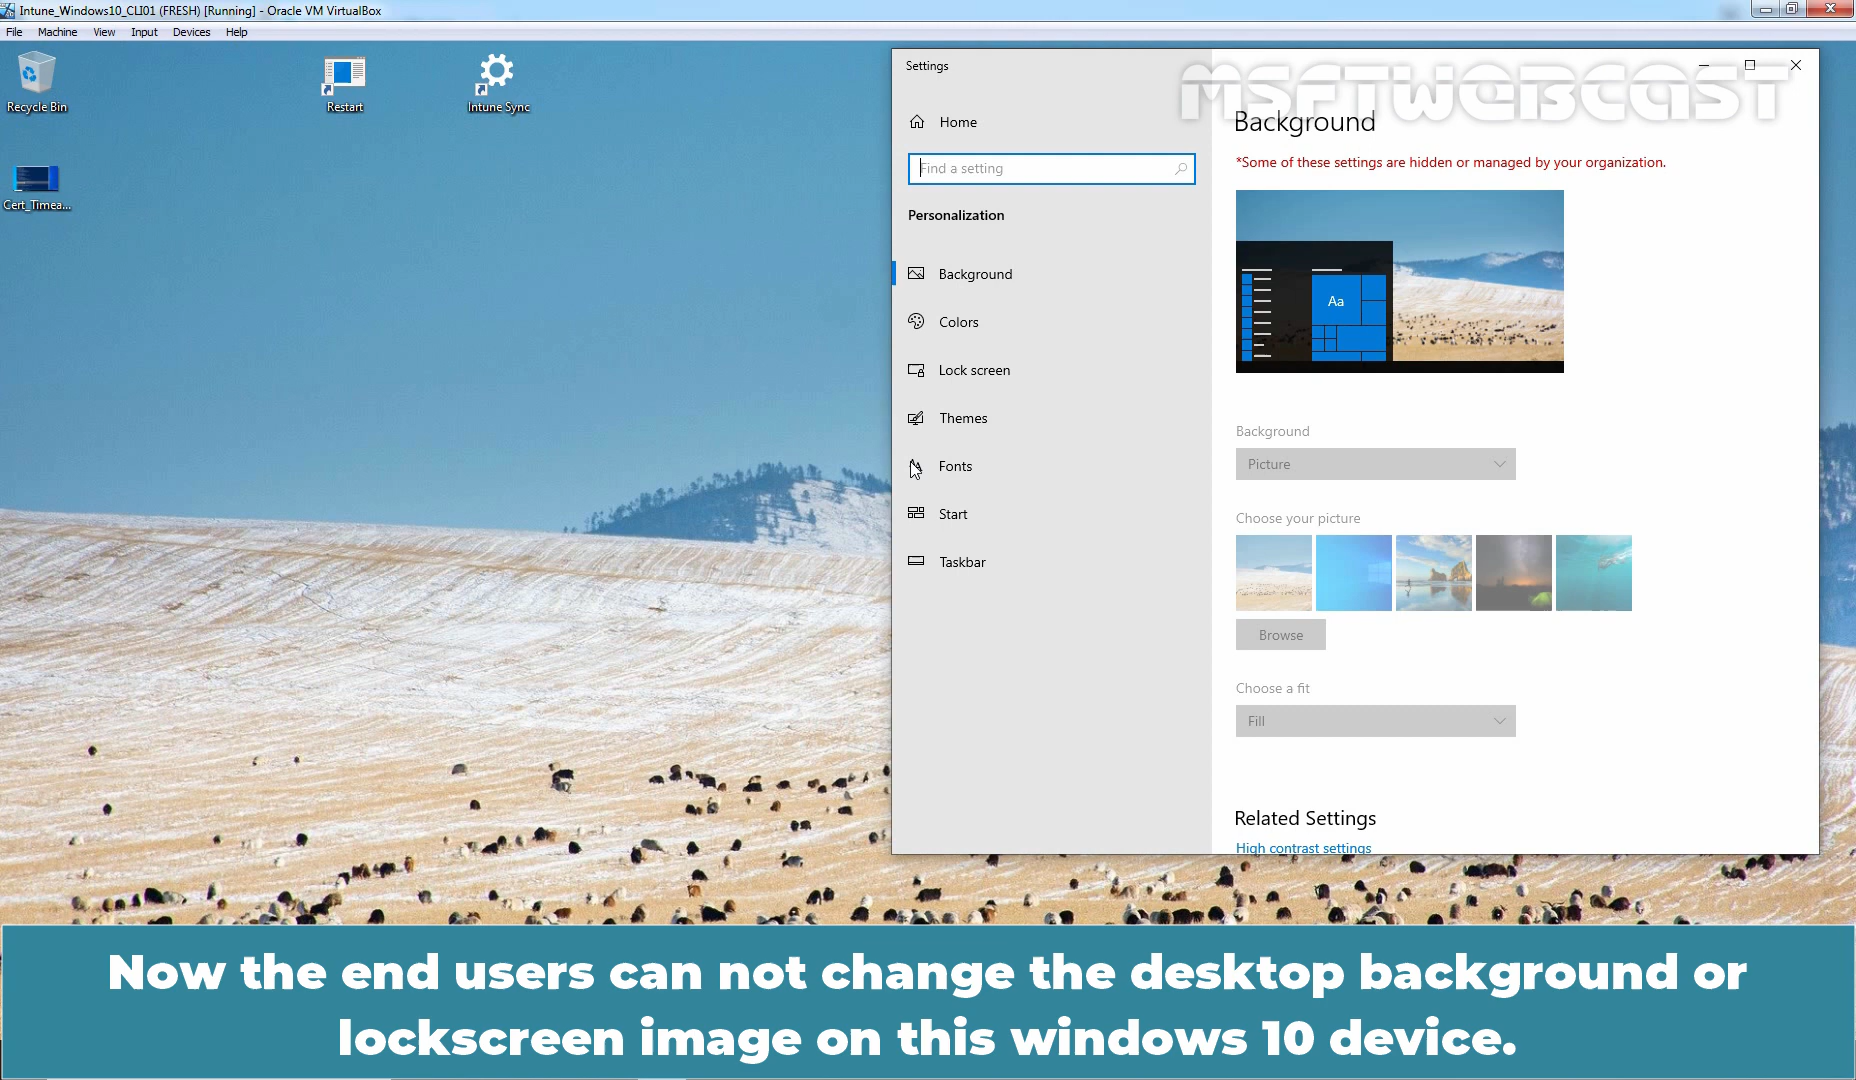 Intune_Windows10_CLI01 (FRESH) [Running] - Oracle VM VirtualBox
File Machine View Input Devices Help
Recycle Bin
Restart
Intune Sync
Cert_Timea...
Settings
MSFTWEBCAST
Home
Find a setting
Personalization
Background
Colors
Lock screen
Themes
Fonts
Start
Taskbar
Background
*Some of these settings are hidden or managed by your organization.
Aa
Background
Picture
Choose your picture
Browse
Choose a fit
Fill
Related Settings
High contrast settings
Now the end users can not change the desktop background or
lockscreen image on this windows 10 device.